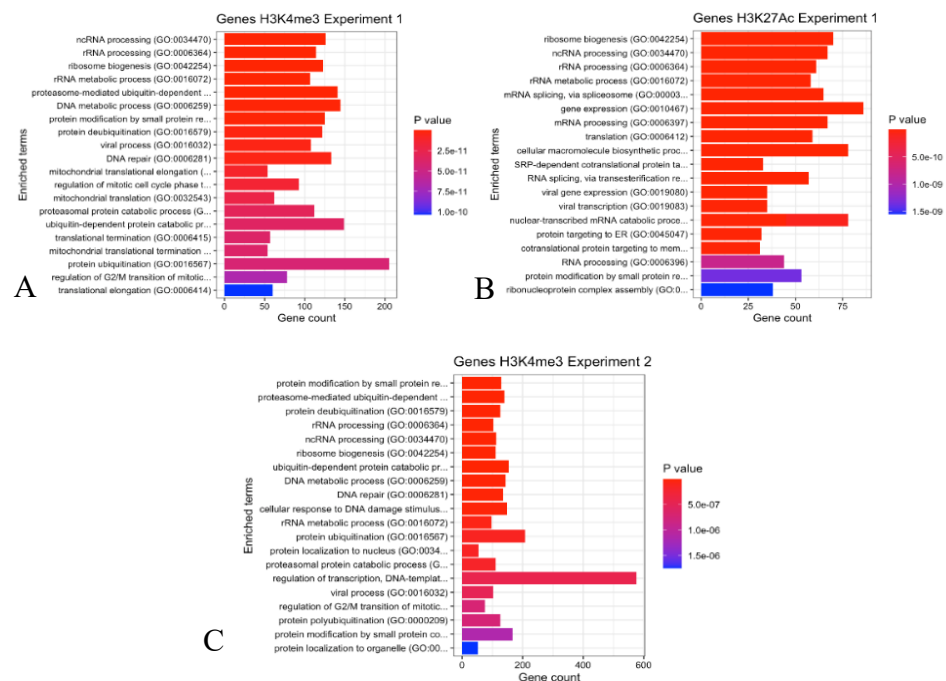 Genes H3K4me3 Experiment 1
Enriched terms
ncRNA processing (GO:0034470)
rRNA processing (GO:0006364)
ribosome biogenesis (GO:0042254)
rRNA metabolic process (GO:0016072)
proteasome-mediated ubiquitin-dependent ...
DNA metabolic process (GO:0006259)
protein modification by small protein re...
protein deubiquitination (GO:0016579)
viral process (GO:0016032)
DNA repair (GO:0006281)
mitochondrial translational elongation (...
regulation of mitotic cell cycle phase t...
mitochondrial translation (GO:0032543)
proteasomal protein catabolic process (G...
ubiquitin-dependent protein catabolic pr...
translational termination (GO:0006415)
mitochondrial translational termination ...
protein ubiquitination (GO:0016567)
regulation of G2/M transition of mitotic...
translational elongation (GO:0006414)
0 50 100 150 200
Gene count
P value
2.5e-11
5.0e-11
7.5e-11
1.0e-10
A
Genes H3K27Ac Experiment 1
Enriched terms
ribosome biogenesis (GO:0042254)
ncRNA processing (GO:0034470)
rRNA processing (GO:0006364)
rRNA metabolic process (GO:0016072)
mRNA splicing, via spliceosome (GO:00003...
gene expression (GO:0010467)
mRNA processing (GO:0006397)
translation (GO:0006412)
cellular macromolecule biosynthetic proc...
SRP-dependent cotranslational protein ta...
RNA splicing, via transesterification re...
viral gene expression (GO:0019080)
viral transcription (GO:0019083)
nuclear-transcribed mRNA catabolic proce...
protein targeting to ER (GO:0045047)
cotranslational protein targeting to mem...
RNA processing (GO:0006396)
protein modification by small protein re...
ribonucleoprotein complex assembly (GO:0...
0 25 50 75
Gene count
P value
5.0e-10
1.0e-09
1.5e-09
B
Genes H3K4me3 Experiment 2
Enriched terms
protein modification by small protein re...
proteasome-mediated ubiquitin-dependent ...
protein deubiquitination (GO:0016579)
rRNA processing (GO:0006364)
ncRNA processing (GO:0034470)
ribosome biogenesis (GO:0042254)
ubiquitin-dependent protein catabolic pr...
DNA metabolic process (GO:0006259)
DNA repair (GO:0006281)
cellular response to DNA damage stimulus...
rRNA metabolic process (GO:0016072)
protein ubiquitination (GO:0016567)
protein localization to nucleus (GO:0034...
proteasomal protein catabolic process (G...
regulation of transcription, DNA-templat...
viral process (GO:0016032)
regulation of G2/M transition of mitotic...
protein polyubiquitination (GO:0000209)
protein modification by small protein co...
protein localization to organelle (GO:00...
0 200 400 600
Gene count
P value
5.0e-07
1.0e-06
1.5e-06
C